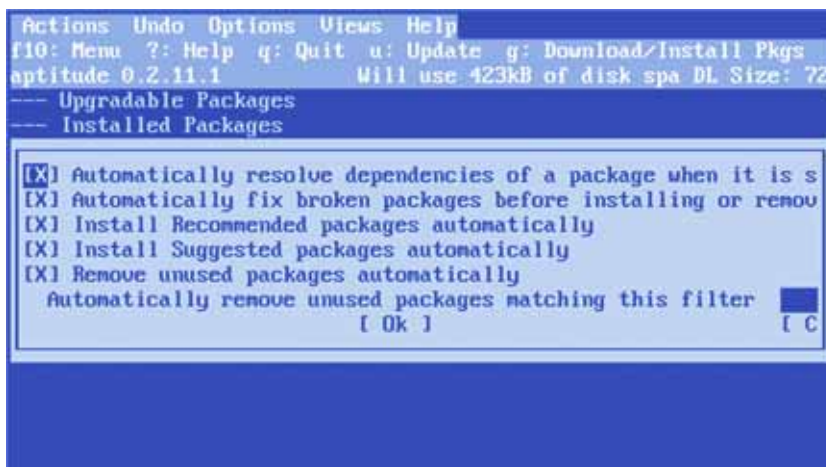 Actions Undo Options Views Help
f10: Menu ?: Help q: Quit u: Update g: Download/Install Pkgs
aptitude 0.2.11.1 Will use 423kB of disk spa DL Size: 72
--- Upgradable Packages
--- Installed Packages
[X] Automatically resolve dependencies of a package when it is s
[X] Automatically fix broken packages before installing or remov
[X] Install Recommended packages automatically
[X] Install Suggested packages automatically
[X] Remove unused packages automatically
Automatically remove unused packages matching this filter
[ Ok ] [ C